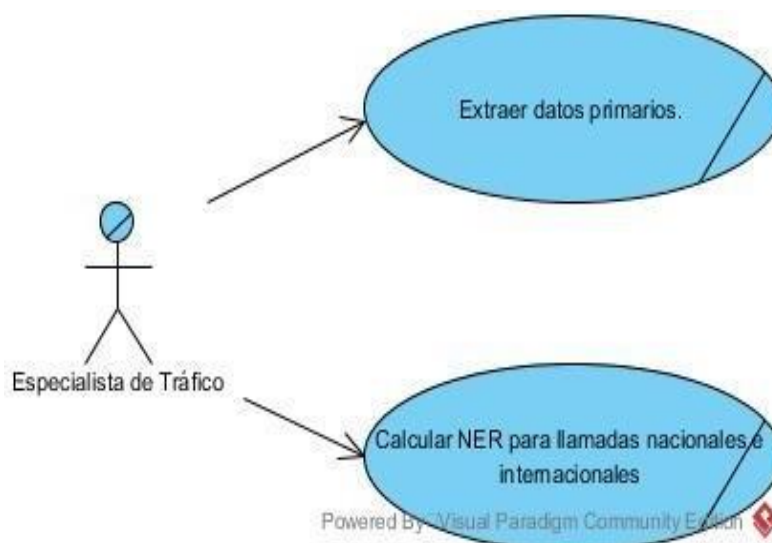 Extraer datos primarios.
Especialista de Tráfico
Calcular NER para llamadas nacionales e
internacionales
Powered By Visual Paradigm Community Edition